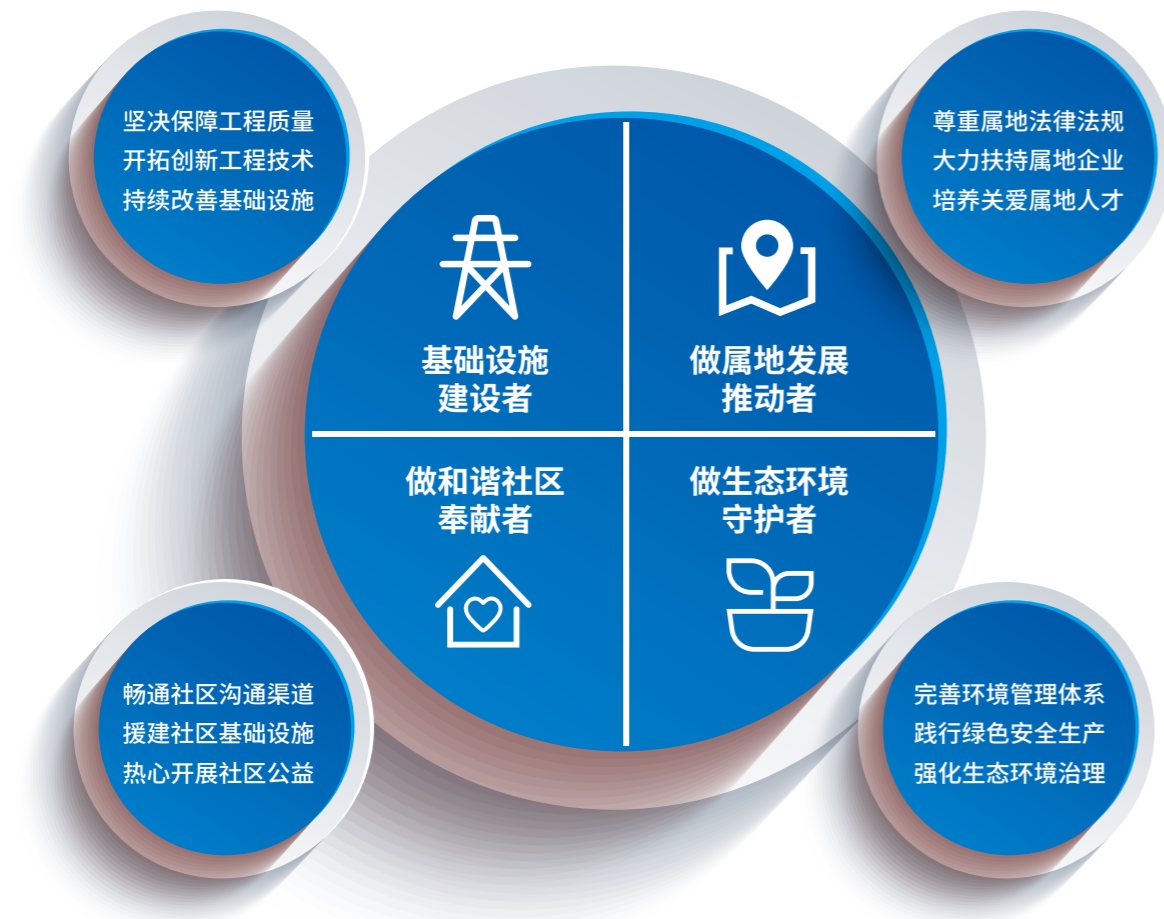 坚决保障工程质量
开拓创新工程技术
持续改善基础设施
尊重属地法律法规
大力扶持属地企业
培养关爱属地人才
基础设施
建设者
做属地发展
推动者
做和谐社区
奉献者
做生态环境
守护者
畅通社区沟通渠道
援建社区基础设施
热心开展社区公益
完善环境管理体系
践行绿色安全生产
强化生态环境治理